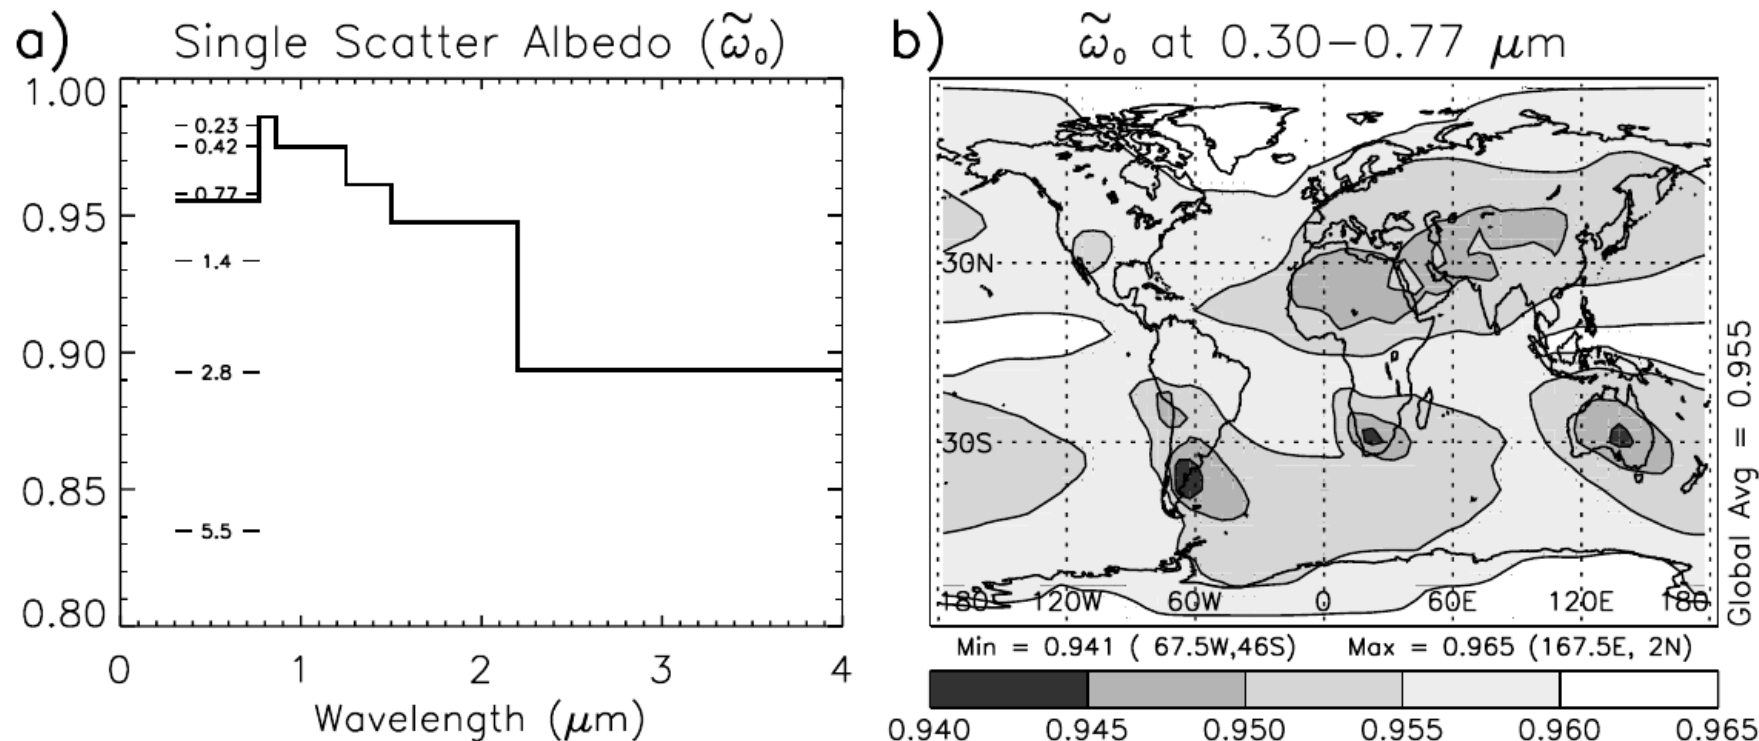 a)
Single Scatter Albedo (ω̃₀)
1.00
0.95
0.90
0.85
0.80
– 0.23 –
– 0.42 –
– 0.77 –
– 1.4 –
– 2.8 –
– 5.5 –
0 1 2 3 4
Wavelength (μm)
b)
ω̃₀ at 0.30–0.77 μm
30N
30S
180 120W 60W 0 60E 120E 180
Global Avg = 0.955
Min = 0.941 ( 67.5W,46S) Max = 0.965 (167.5E, 2N)
0.940 0.945 0.950 0.955 0.960 0.965